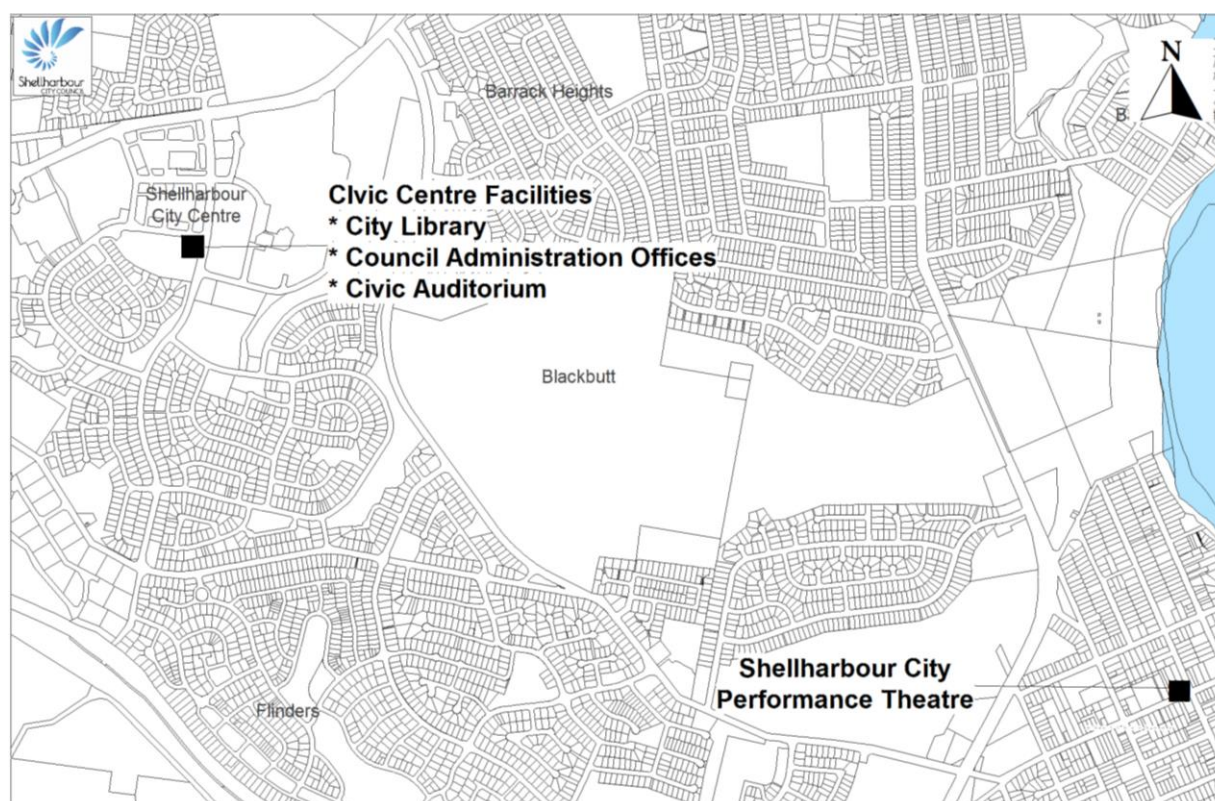 Shellharbour
CITY COUNCIL
N
Barrack Heights
B
Shellharbour
City Centre
CIvic Centre Facilities
* City Library
* Council Administration Offices
* Civic Auditorium
Blackbutt
Shellharbour City
Performance Theatre
Flinders